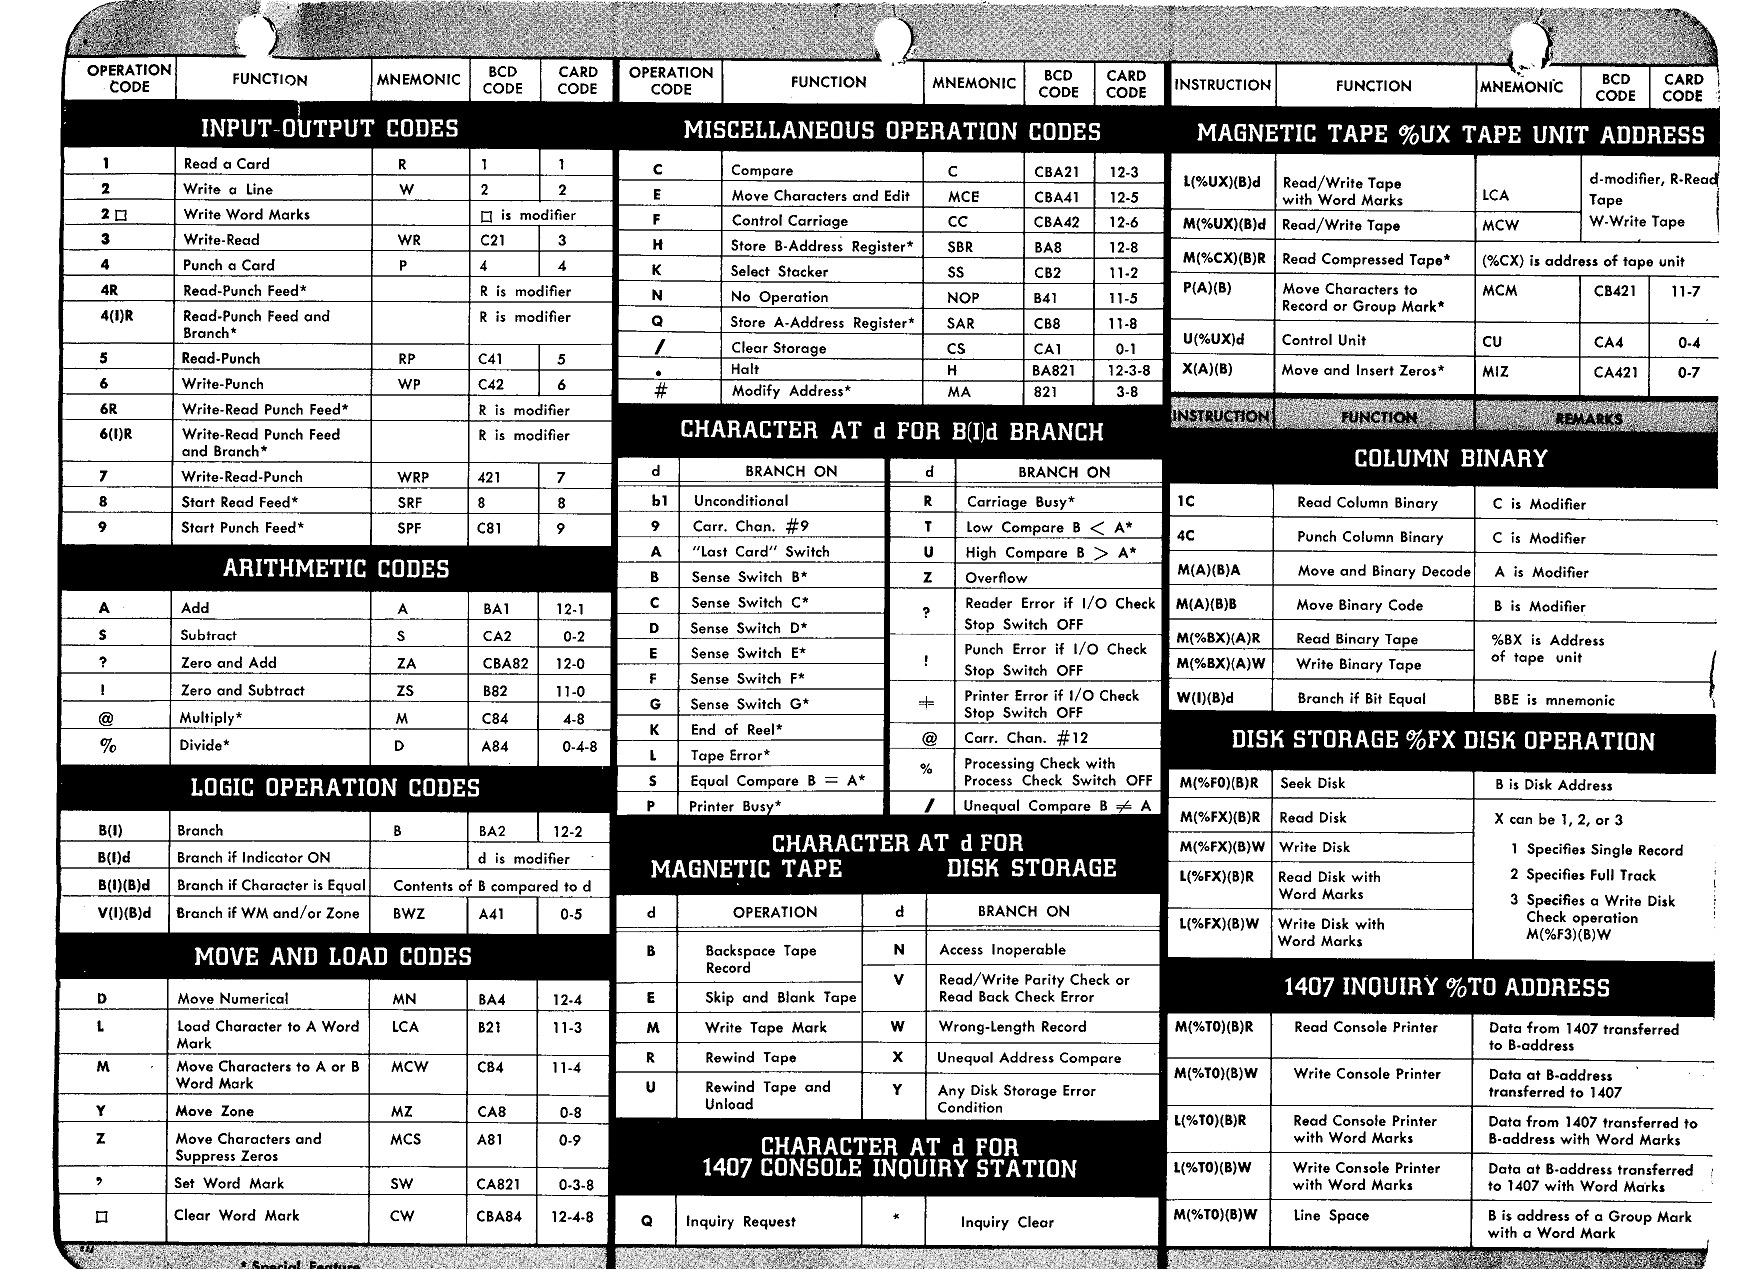 OPERATION CODE FUNCTION MNEMONIC BCD CODE CARD CODE
INPUT-OUTPUT CODES
1 Read a Card R 1 1
2 Write a Line W 2 2
2 ⌑ Write Word Marks ⌑ is modifier
3 Write-Read WR C21 3
4 Punch a Card P 4 4
4R Read-Punch Feed* R is modifier
4(I)R Read-Punch Feed and R is modifier
Branch*
5 Read-Punch RP C41 5
6 Write-Punch WP C42 6
6R Write-Read Punch Feed* R is modifier
6(I)R Write-Read Punch Feed R is modifier
and Branch*
7 Write-Read-Punch WRP 421 7
8 Start Read Feed* SRF 8 8
9 Start Punch Feed* SPF C81 9
ARITHMETIC CODES
A Add A BA1 12-1
S Subtract S CA2 0-2
? Zero and Add ZA CBA82 12-0
! Zero and Subtract ZS B82 11-0
@ Multiply* M C84 4-8
% Divide* D A84 0-4-8
LOGIC OPERATION CODES
B(I) Branch B BA2 12-2
B(I)d Branch if Indicator ON d is modifier
B(I)(B)d Branch if Character is Equal Contents of B compared to d
V(I)(B)d Branch if WM and/or Zone BWZ A41 0-5
MOVE AND LOAD CODES
D Move Numerical MN BA4 12-4
L Load Character to A Word LCA B21 11-3
Mark
M Move Characters to A or B MCW CB4 11-4
Word Mark
Y Move Zone MZ CA8 0-8
Z Move Characters and MCS A81 0-9
Suppress Zeros
, Set Word Mark SW CA821 0-3-8
⌑ Clear Word Mark CW CBA84 12-4-8
* Special Feature
OPERATION CODE FUNCTION MNEMONIC BCD CODE CARD CODE
MISCELLANEOUS OPERATION CODES
C Compare C CBA21 12-3
E Move Characters and Edit MCE CBA41 12-5
F Control Carriage CC CBA42 12-6
H Store B-Address Register* SBR BA8 12-8
K Select Stacker SS CB2 11-2
N No Operation NOP B41 11-5
Q Store A-Address Register* SAR CB8 11-8
/ Clear Storage CS CA1 0-1
. Halt H BA821 12-3-8
# Modify Address* MA 821 3-8
CHARACTER AT d FOR B(I)d BRANCH
d BRANCH ON
b1 Unconditional
9 Carr. Chan. #9
A "Last Card" Switch
B Sense Switch B*
C Sense Switch C*
D Sense Switch D*
E Sense Switch E*
F Sense Switch F*
G Sense Switch G*
K End of Reel*
L Tape Error*
S Equal Compare B = A*
P Printer Busy*
d BRANCH ON
R Carriage Busy*
T Low Compare B < A*
U High Compare B > A*
Z Overflow
? Reader Error if I/O Check
Stop Switch OFF
! Punch Error if I/O Check
Stop Switch OFF
‡ Printer Error if I/O Check
Stop Switch OFF
@ Carr. Chan. #12
% Processing Check with
Process Check Switch OFF
/ Unequal Compare B ≠ A
CHARACTER AT d FOR
MAGNETIC TAPE DISK STORAGE
d OPERATION
B Backspace Tape
Record
E Skip and Blank Tape
M Write Tape Mark
R Rewind Tape
U Rewind Tape and
Unload
d BRANCH ON
N Access Inoperable
V Read/Write Parity Check or
Read Back Check Error
W Wrong-Length Record
X Unequal Address Compare
Y Any Disk Storage Error
Condition
CHARACTER AT d FOR
1407 CONSOLE INQUIRY STATION
Q Inquiry Request * Inquiry Clear
INSTRUCTION FUNCTION MNEMONIC BCD CODE CARD CODE
MAGNETIC TAPE %UX TAPE UNIT ADDRESS
L(%UX)(B)d Read/Write Tape LCA d-modifier, R-Read
with Word Marks Tape
M(%UX)(B)d Read/Write Tape MCW W-Write Tape
M(%CX)(B)R Read Compressed Tape* (%CX) is address of tape unit
P(A)(B) Move Characters to MCM CB421 11-7
Record or Group Mark*
U(%UX)d Control Unit CU CA4 0-4
X(A)(B) Move and Insert Zeros* MIZ CA421 0-7
INSTRUCTION FUNCTION REMARKS
COLUMN BINARY
1C Read Column Binary C is Modifier
4C Punch Column Binary C is Modifier
M(A)(B)A Move and Binary Decode A is Modifier
M(A)(B)B Move Binary Code B is Modifier
M(%BX)(A)R Read Binary Tape %BX is Address
M(%BX)(A)W Write Binary Tape of tape unit
W(I)(B)d Branch if Bit Equal BBE is mnemonic
DISK STORAGE %FX DISK OPERATION
M(%F0)(B)R Seek Disk B is Disk Address
M(%FX)(B)R Read Disk X can be 1, 2, or 3
M(%FX)(B)W Write Disk 1 Specifies Single Record
L(%FX)(B)R Read Disk with 2 Specifies Full Track
Word Marks 3 Specifies a Write Disk
L(%FX)(B)W Write Disk with Check operation
Word Marks M(%F3)(B)W
1407 INQUIRY %TO ADDRESS
M(%T0)(B)R Read Console Printer Data from 1407 transferred
to B-address
M(%T0)(B)W Write Console Printer Data at B-address
transferred to 1407
L(%T0)(B)R Read Console Printer Data from 1407 transferred to
with Word Marks B-address with Word Marks
L(%T0)(B)W Write Console Printer Data at B-address transferred
with Word Marks to 1407 with Word Marks
M(%T0)(B)W Line Space B is address of a Group Mark
with a Word Mark